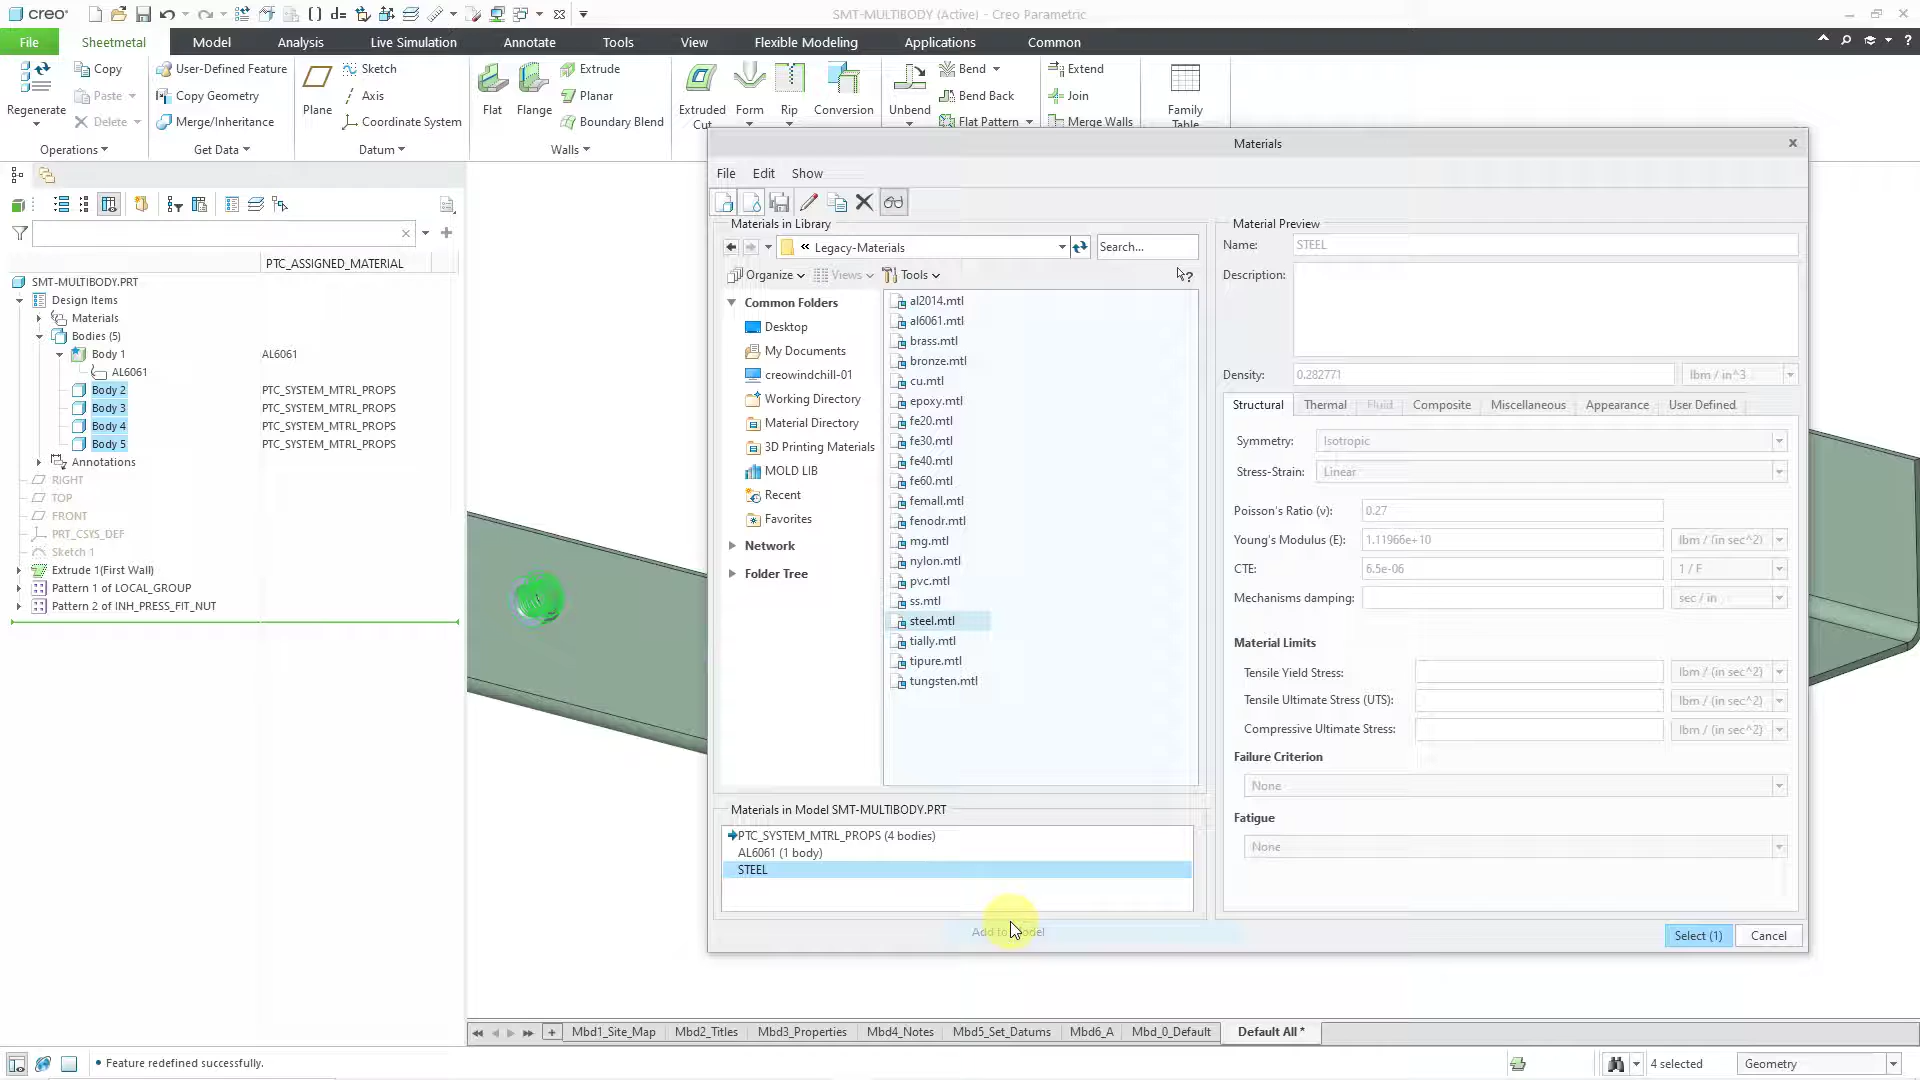 creo
d=
SMT-MULTIBODY (Active) - Creo Parametric
File
Sheetmetal
Model
Analysis
Live Simulation
Annotate
Tools
View
Flexible Modeling
Applications
Common
Regenerate
Copy
Paste
Delete
Operations
User-Defined Feature
Copy Geometry
Merge/Inheritance
Get Data
Plane
Sketch
Axis
Coordinate System
Datum
Flat
Flange
Extrude
Planar
Boundary Blend
Walls
Extruded
Cut
Form
Rip
Conversion
Unbend
Bend
Bend Back
Flat Pattern
Extend
Join
Merge Walls
Family
Table
PTC_ASSIGNED_MATERIAL
SMT-MULTIBODY.PRT
Design Items
Materials
Bodies (5)
Body 1 AL6061
AL6061
Body 2 PTC_SYSTEM_MTRL_PROPS
Body 3 PTC_SYSTEM_MTRL_PROPS
Body 4 PTC_SYSTEM_MTRL_PROPS
Body 5 PTC_SYSTEM_MTRL_PROPS
Annotations
RIGHT
TOP
FRONT
PRT_CSYS_DEF
Sketch 1
Extrude 1(First Wall)
Pattern 1 of LOCAL_GROUP
Pattern 2 of INH_PRESS_FIT_NUT
Materials
File Edit Show
Materials in Library
« Legacy-Materials
Search...
Organize Views Tools
Common Folders
Desktop
My Documents
creowindchill-01
Working Directory
Material Directory
3D Printing Materials
MOLD LIB
Recent
Favorites
Network
Folder Tree
al2014.mtl
al6061.mtl
brass.mtl
bronze.mtl
cu.mtl
epoxy.mtl
fe20.mtl
fe30.mtl
fe40.mtl
fe60.mtl
femall.mtl
fenodr.mtl
mg.mtl
nylon.mtl
pvc.mtl
ss.mtl
steel.mtl
tially.mtl
tipure.mtl
tungsten.mtl
Materials in Model SMT-MULTIBODY.PRT
PTC_SYSTEM_MTRL_PROPS (4 bodies)
AL6061 (1 body)
STEEL
Material Preview
Name: STEEL
Description:
Density: 0.282771 lbm / in^3
Structural Thermal Fluid Composite Miscellaneous Appearance User Defined
Symmetry: Isotropic
Stress-Strain: Linear
Poisson's Ratio (ν): 0.27
Young's Modulus (E): 1.11966e+10 lbm / (in sec^2)
CTE: 6.5e-06 1 / F
Mechanisms damping: sec / in
Material Limits
Tensile Yield Stress: lbm / (in sec^2)
Tensile Ultimate Stress (UTS): lbm / (in sec^2)
Compressive Ultimate Stress: lbm / (in sec^2)
Failure Criterion
None
Fatigue
None
Add to Model
Select (1) Cancel
Mbd1_Site_Map Mbd2_Titles Mbd3_Properties Mbd4_Notes Mbd5_Set_Datums Mbd6_A Mbd_0_Default Default All *
• Feature redefined successfully.
4 selected
Geometry